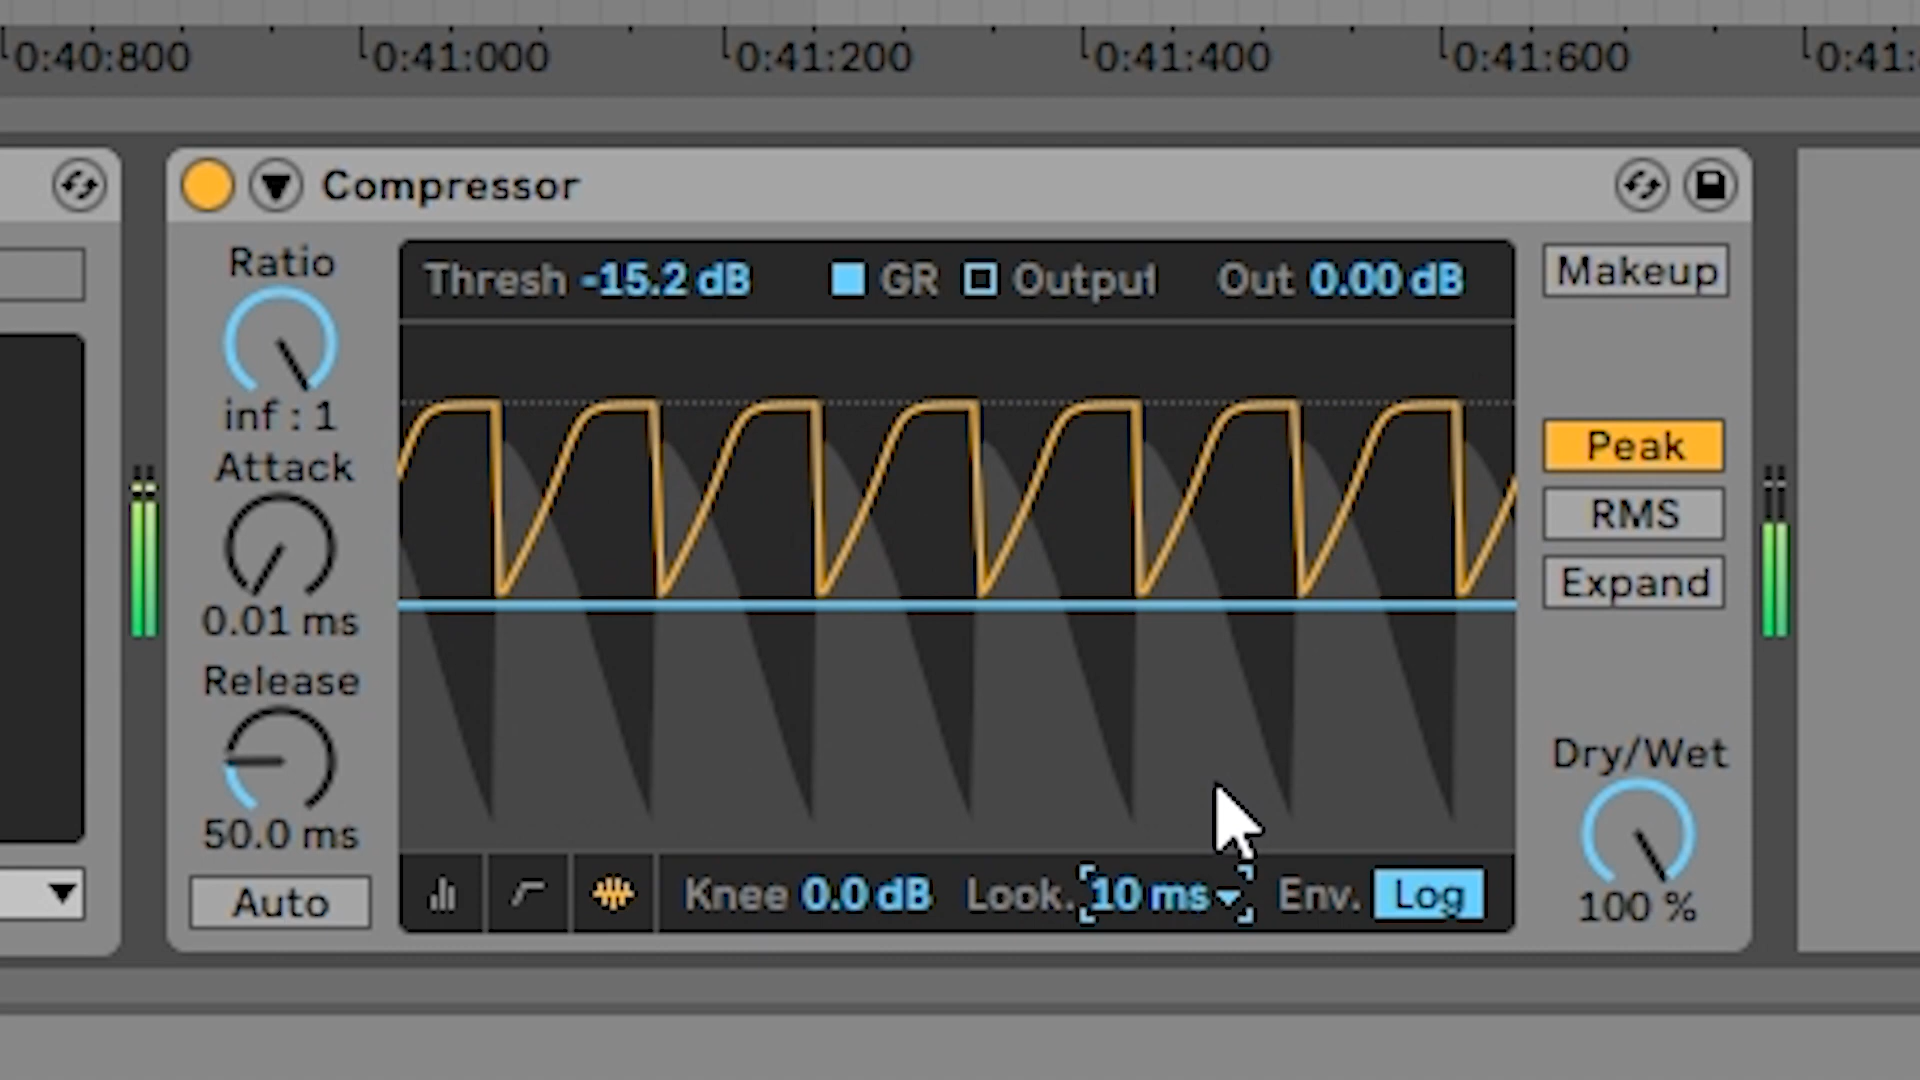 0:40:800 0:41:000 0:41:200 0:41:400 0:41:600 0:41:
Compressor
Ratio
inf : 1
Attack
0.01 ms
Release
50.0 ms
Auto
Thresh -15.2 dB GR Output Out 0.00 dB
Knee 0.0 dB Look. 10 ms Env. Log
Makeup
Peak
RMS
Expand
Dry/Wet
100 %